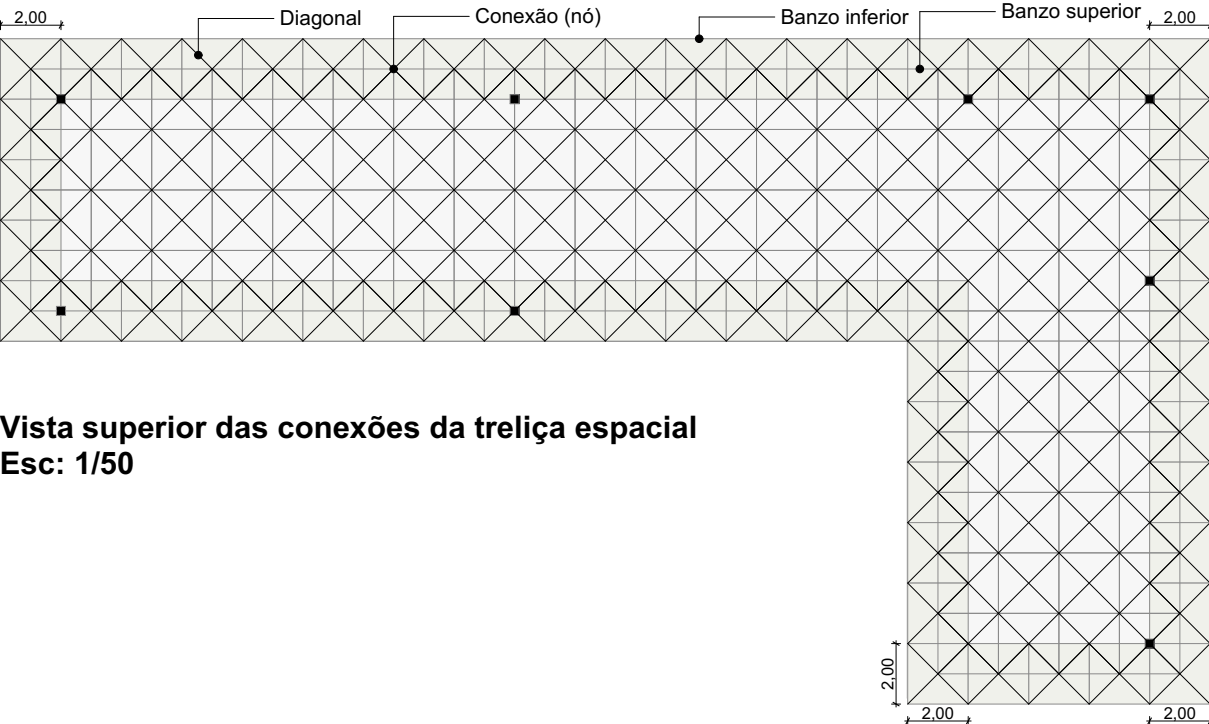 2,00
Diagonal
Conexão (nó)
Banzo inferior
Banzo superior
2,00
Vista superior das conexões da treliça espacial
Esc: 1/50
2,00
2,00
2,00